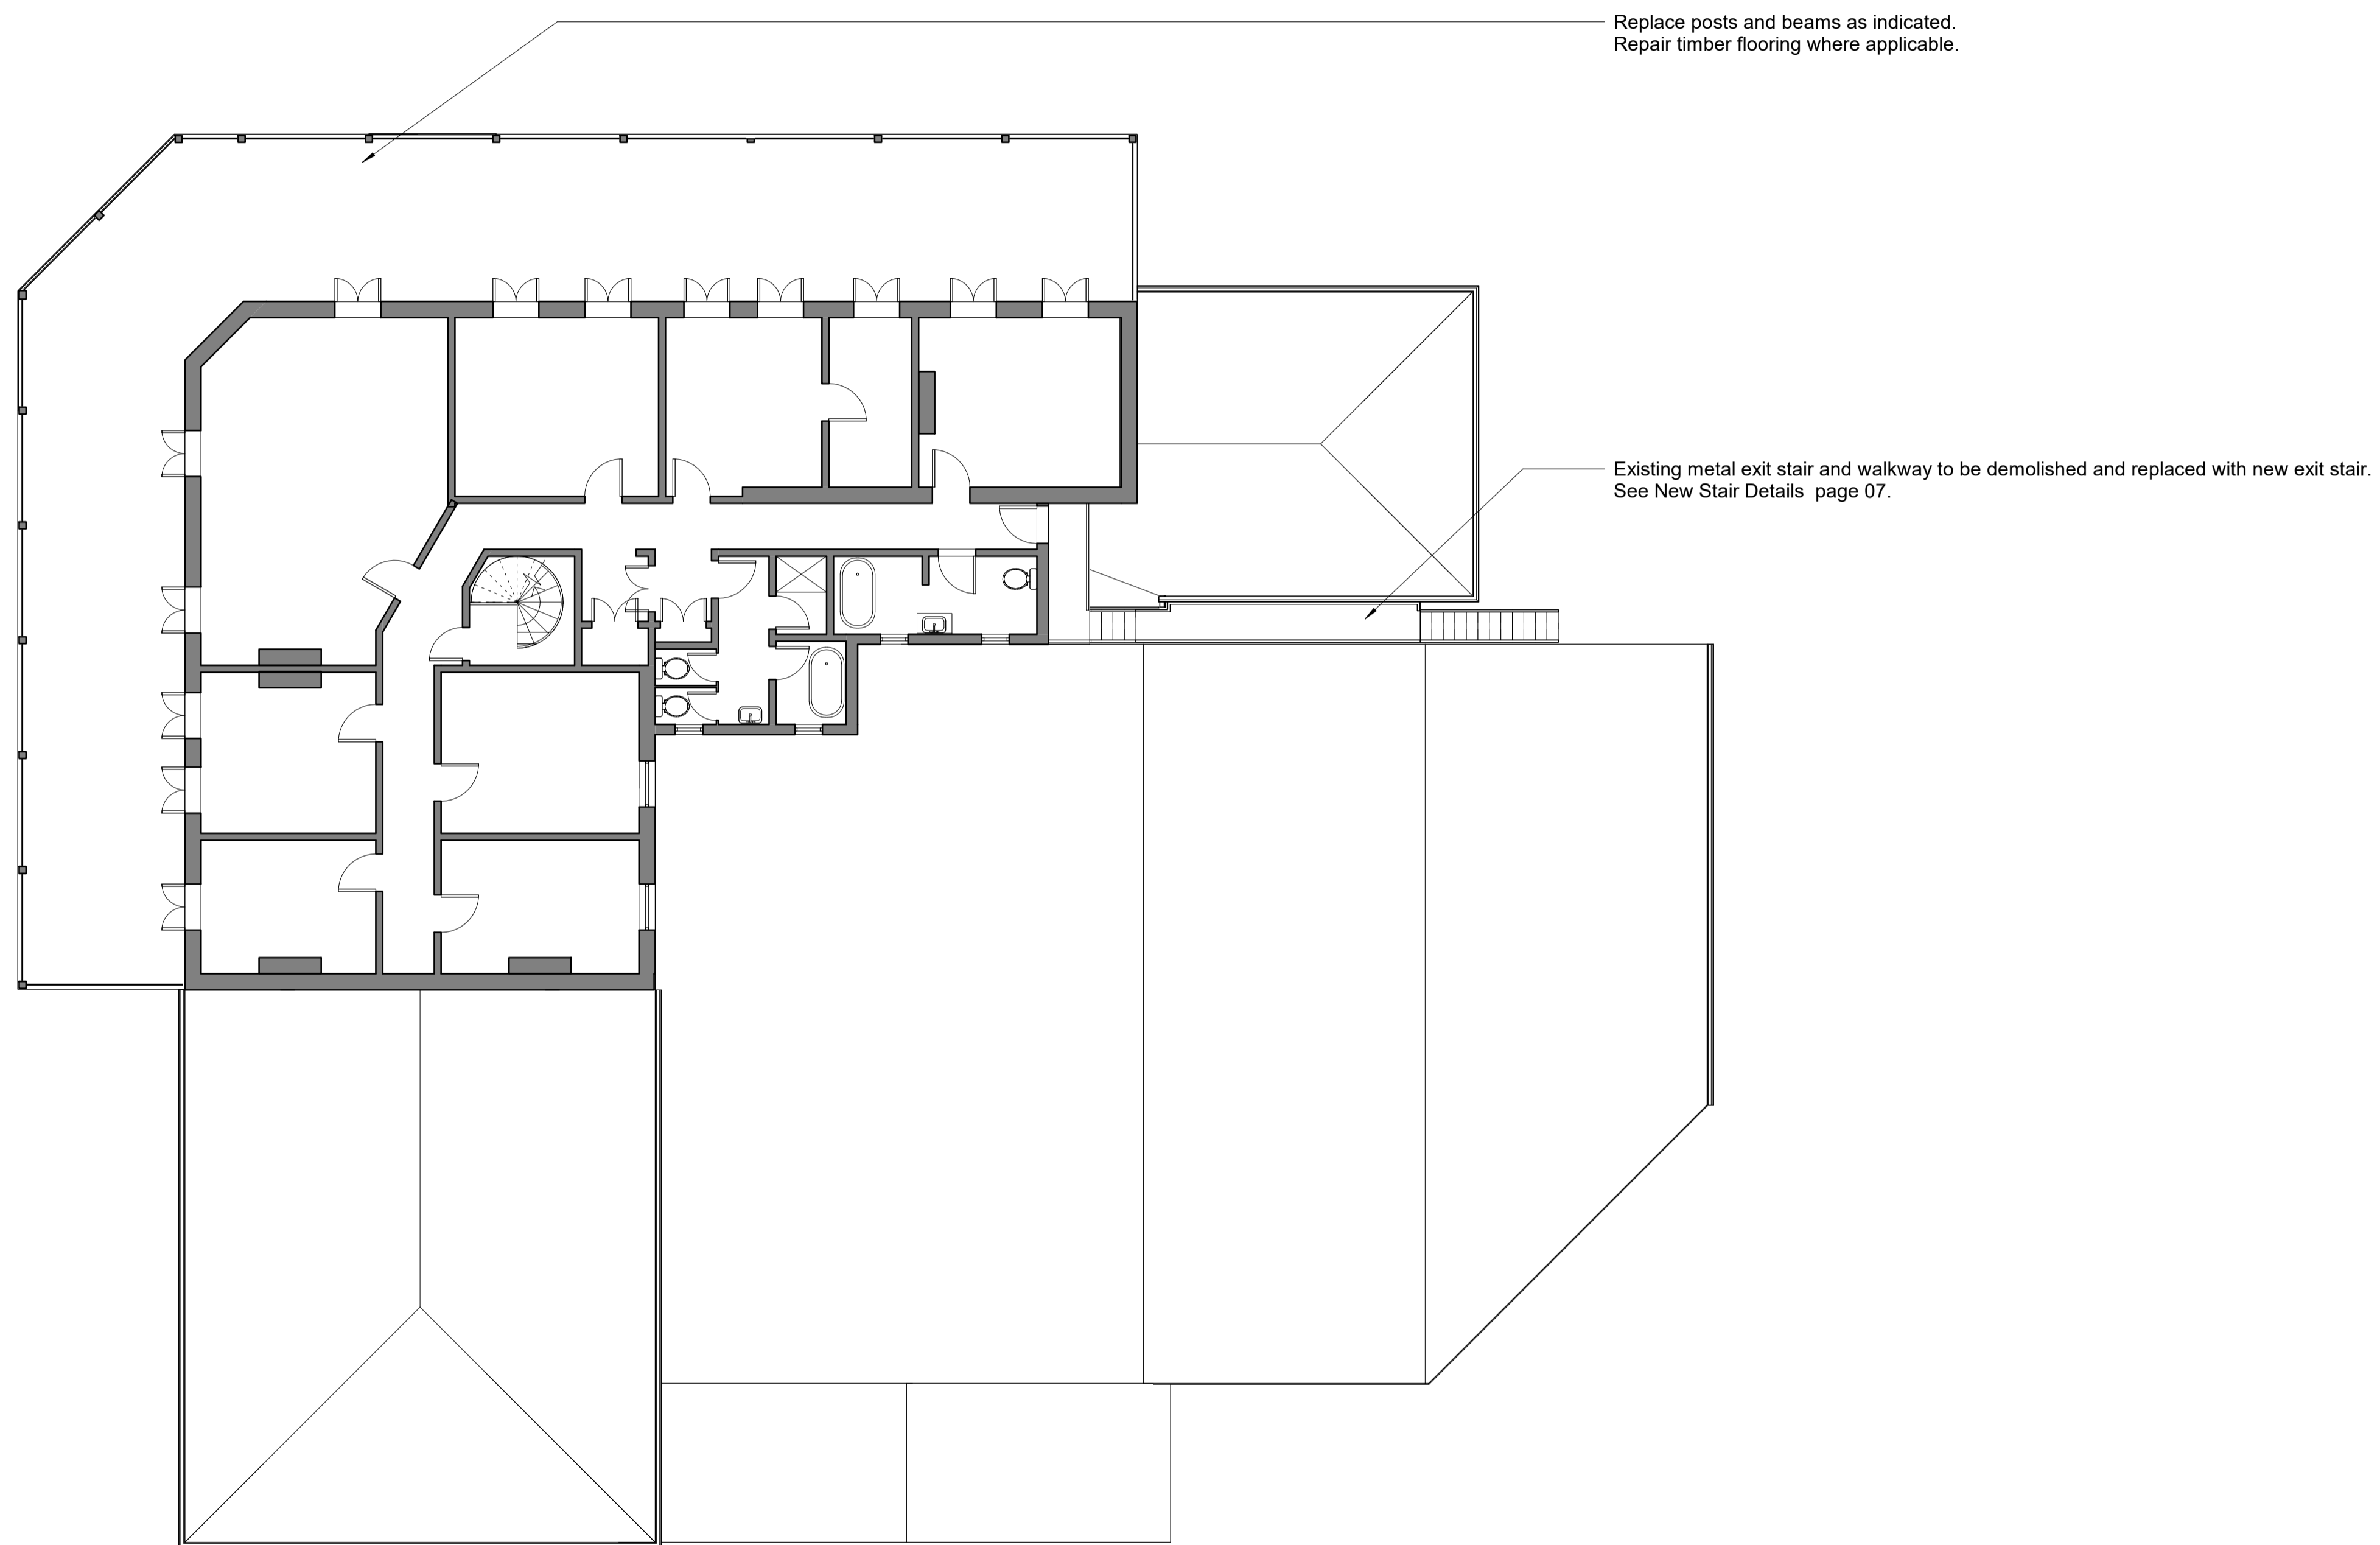 Replace posts and beams as indicated.
Repair timber flooring where applicable.
Existing metal exit stair and walkway to be demolished and replaced with new exit stair.
See New Stair Details  page 07.